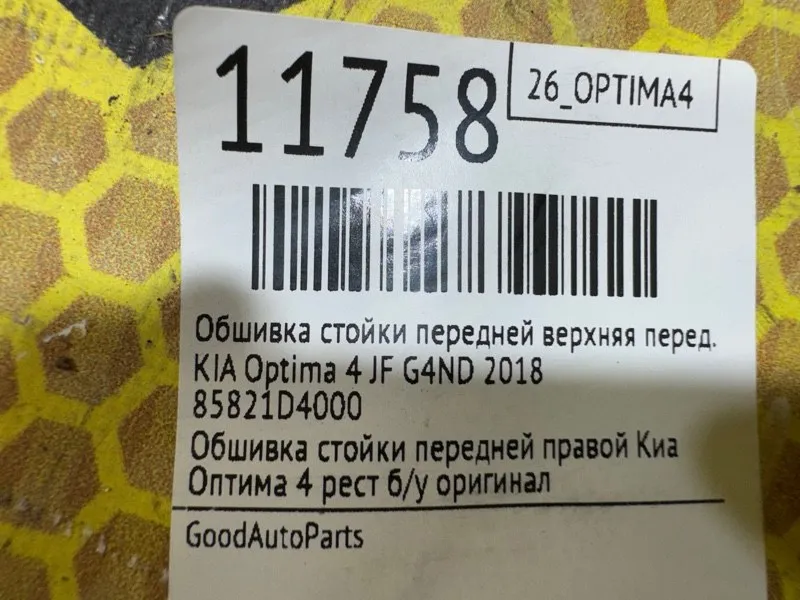 11758
26_OPTIMA4
Обшивка стойки передней верхняя перед.
KIA Optima 4 JF G4ND 2018
85821D4000
Обшивка стойки передней правой Киа
Оптима 4 рест б/у оригинал
GoodAutoParts